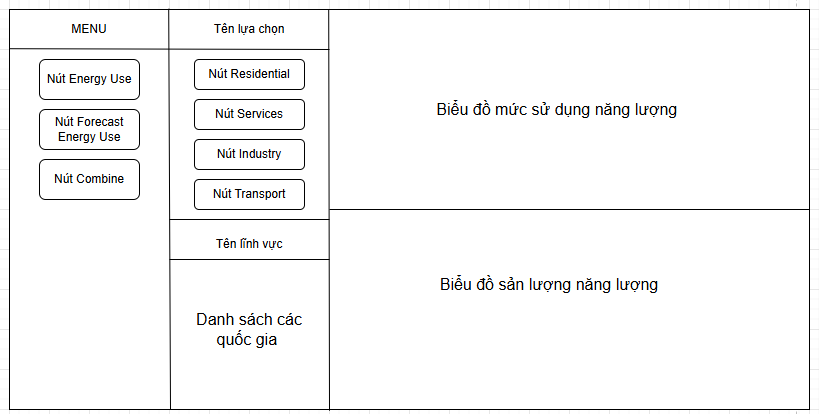 MENU
Nút Energy Use
Nút Forecast
Energy Use
Nút Combine
Tên lựa chọn
Nút Residential
Nút Services
Nút Industry
Nút Transport
Tên lĩnh vực
Danh sách các
quốc gia
Biểu đồ mức sử dụng năng lượng
Biểu đồ sản lượng năng lượng